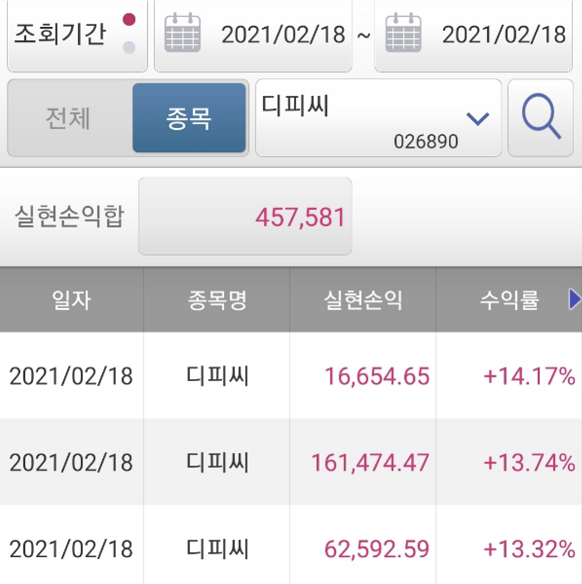 조회기간 2021/02/18 ~ 2021/02/18
전체 종목 디피씨 026890
실현손익합 457,581
일자 종목명 실현손익 수익률
2021/02/18 디피씨 16,654.65 +14.17%
2021/02/18 디피씨 161,474.47 +13.74%
2021/02/18 디피씨 62,592.59 +13.32%